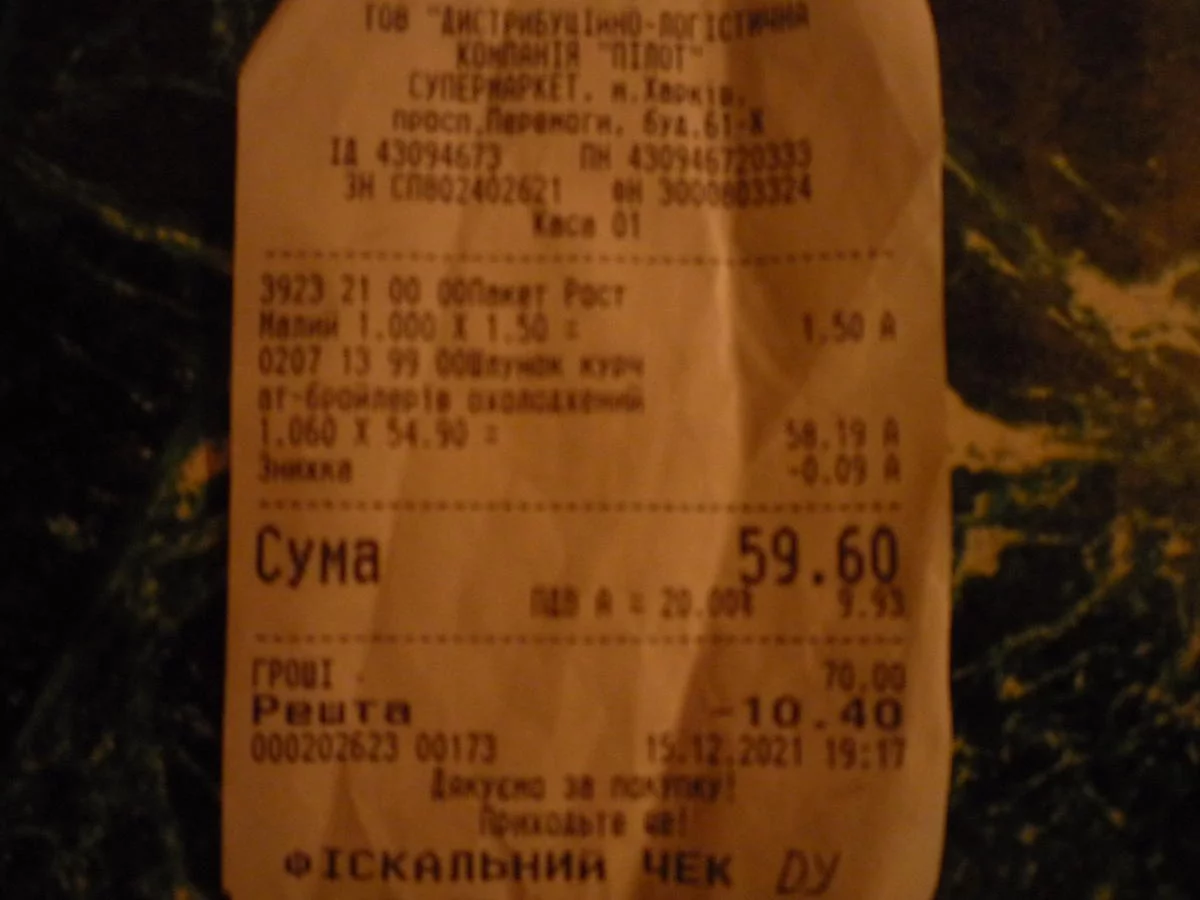 ТОВ "ДИСТРИБУЦІЙНО-ЛОГІСТИЧНА
КОМПАНІЯ "ПІЛОТ"
СУПЕРМАРКЕТ, м.Харків,
просп.Перемоги, буд.61-Ж
ІД 43094673 ПН 430946720333
ЗН СП802402621 ФН 3000803324
Каса 01
3923 21 00 00Пакет Рост
Малий 1.000 X 1.50 = 1.50 А
0207 13 99 00Шлунок курч
ат-бройлерів охолоджений
1.060 X 54.90 = 58.19 А
Знижка -0.09 А
Сума 59.60
ПДВ А = 20.00% 9.93
ГРОШІ 70.00
Решта -10.40
000202623 00173 15.12.2021 19:17
Дякуємо за покупку!
Приходьте ще!
ФІСКАЛЬНИЙ ЧЕК